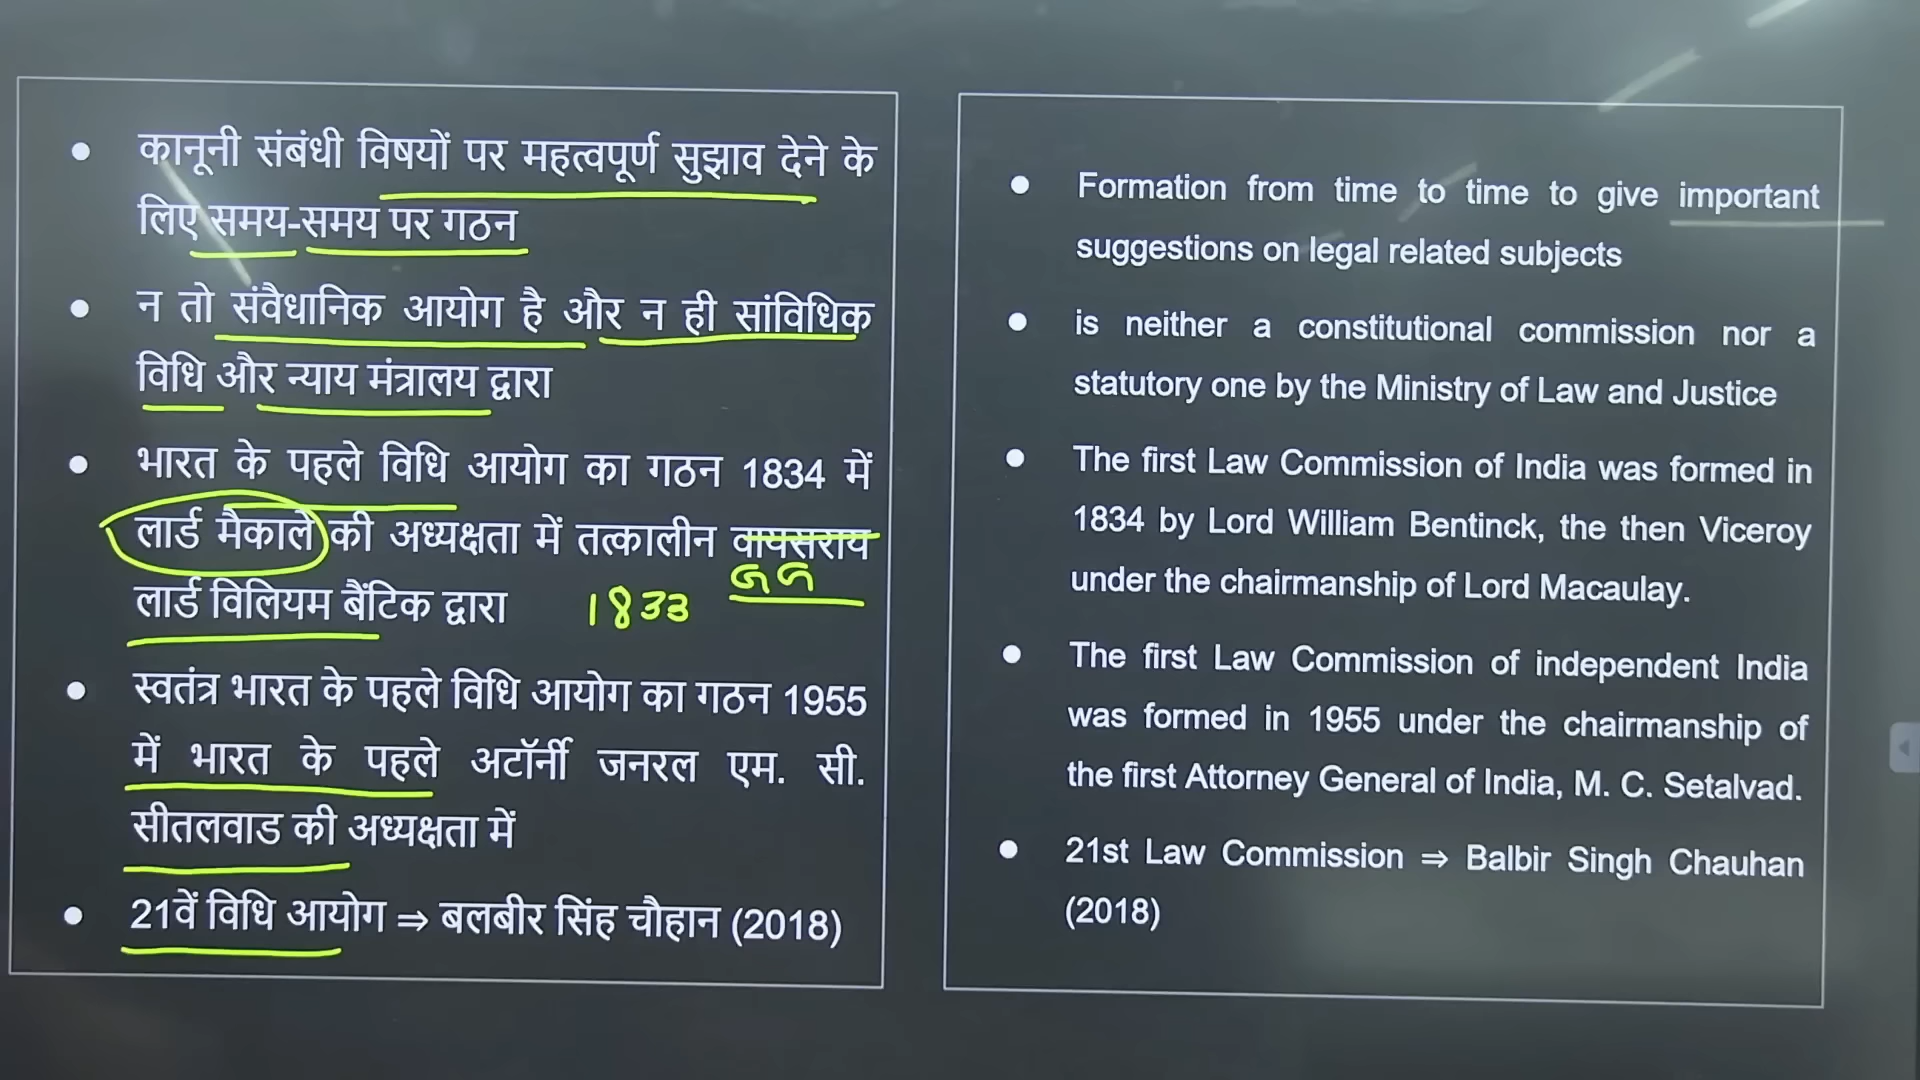 कानूनी संबंधी विषयों पर महत्वपूर्ण सुझाव देने के
लिए समय-समय पर गठन
न तो संवैधानिक आयोग है और न ही सांविधिक
विधि और न्याय मंत्रालय द्वारा
भारत के पहले विधि आयोग का गठन 1834 में
लार्ड मैकाले की अध्यक्षता में तत्कालीन वायसराय
जज
लार्ड विलियम बैंटिक द्वारा 1833
स्वतंत्र भारत के पहले विधि आयोग का गठन 1955
में भारत के पहले अटॉर्नी जनरल एम. सी.
सीतलवाड की अध्यक्षता में
21वें विधि आयोग ⇒ बलबीर सिंह चौहान (2018)
Formation from time to time to give important
suggestions on legal related subjects
is neither a constitutional commission nor a
statutory one by the Ministry of Law and Justice
The first Law Commission of India was formed in
1834 by Lord William Bentinck, the then Viceroy
under the chairmanship of Lord Macaulay.
The first Law Commission of independent India
was formed in 1955 under the chairmanship of
the first Attorney General of India, M. C. Setalvad.
21st Law Commission ⇒ Balbir Singh Chauhan
(2018)